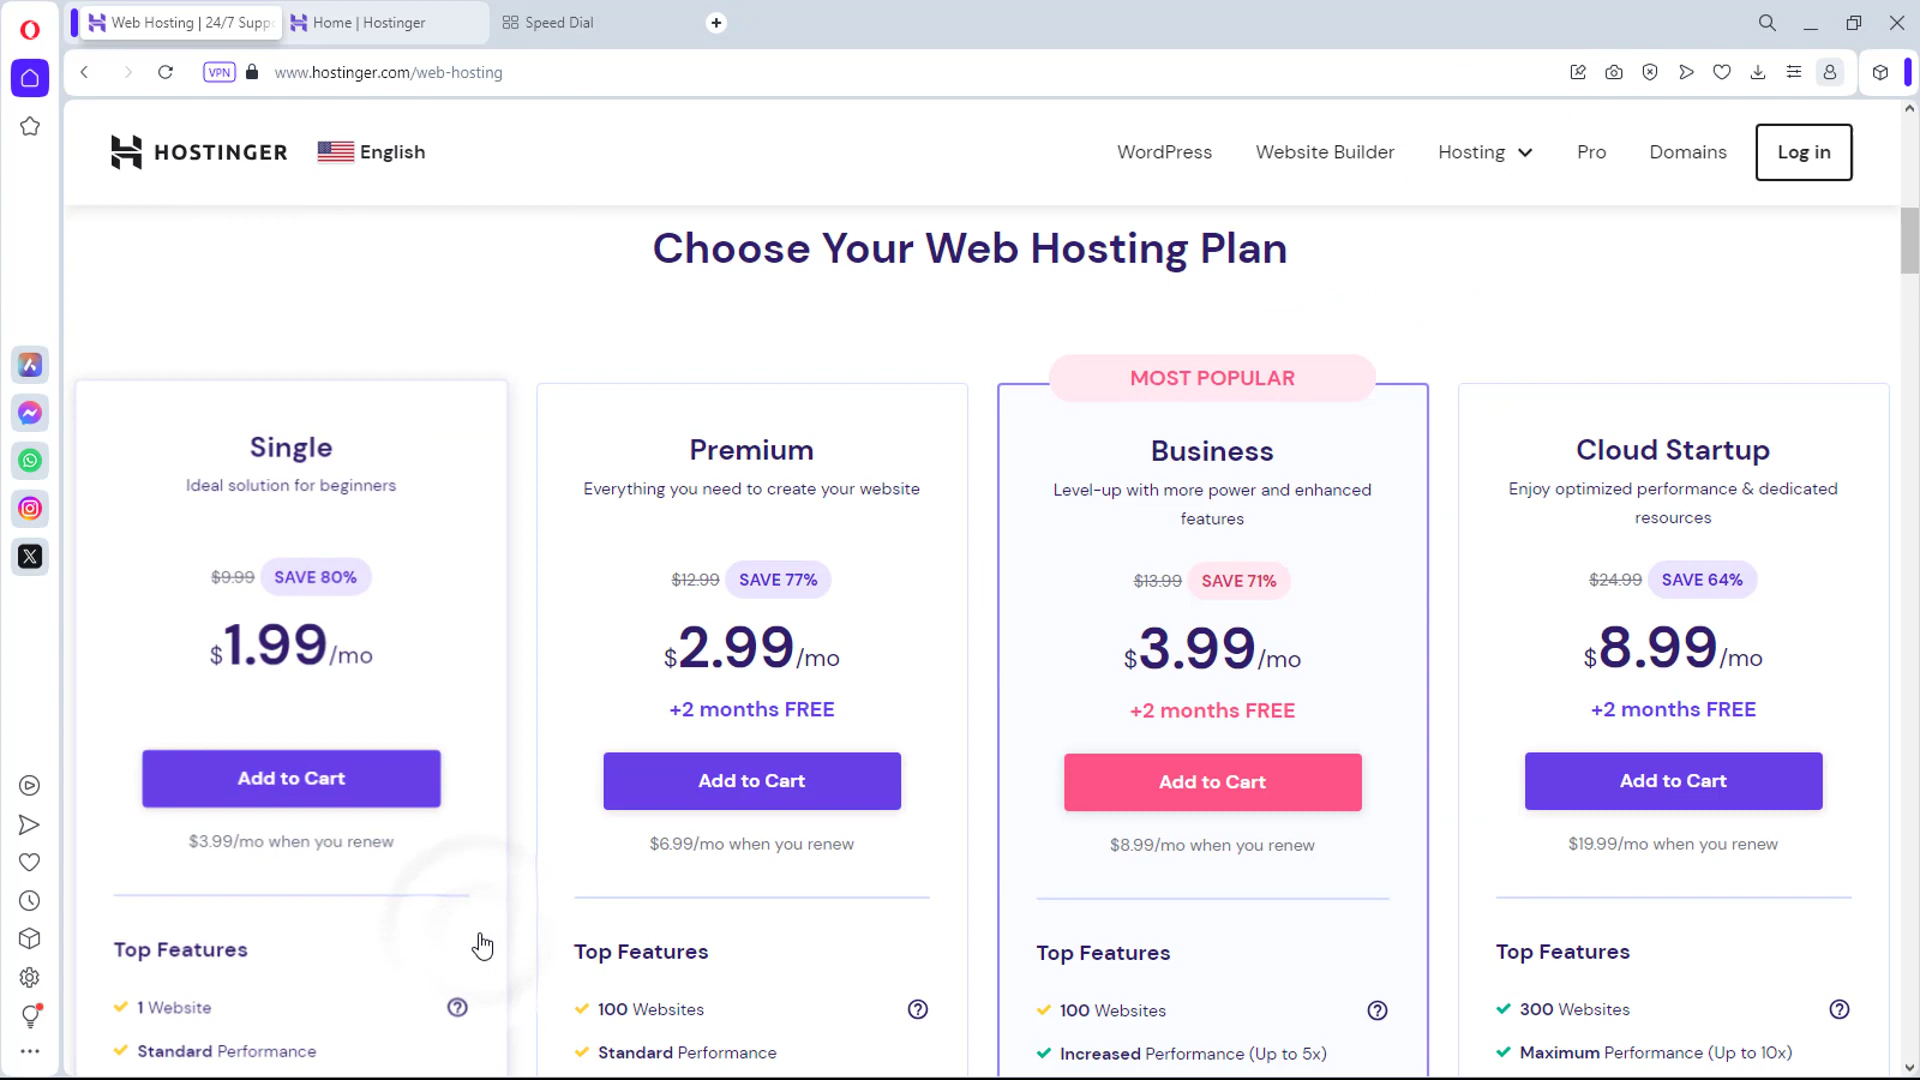 Web Hosting | 24/7 Suppo
Home | Hostinger
Speed Dial
VPN
www.hostinger.com/web-hosting
HOSTINGER
English
WordPress
Website Builder
Hosting
Pro
Domains
Log in
Choose Your Web Hosting Plan
Single
Ideal solution for beginners
$9.99 SAVE 80%
$1.99/mo
Add to Cart
$3.99/mo when you renew
Top Features
1 Website
Standard Performance
Premium
Everything you need to create your website
$12.99 SAVE 77%
$2.99/mo
+2 months FREE
Add to Cart
$6.99/mo when you renew
Top Features
100 Websites
Standard Performance
MOST POPULAR
Business
Level-up with more power and enhanced
features
$13.99 SAVE 71%
$3.99/mo
+2 months FREE
Add to Cart
$8.99/mo when you renew
Top Features
100 Websites
Increased Performance (Up to 5x)
Cloud Startup
Enjoy optimized performance & dedicated
resources
$24.99 SAVE 64%
$8.99/mo
+2 months FREE
Add to Cart
$19.99/mo when you renew
Top Features
300 Websites
Maximum Performance (Up to 10x)